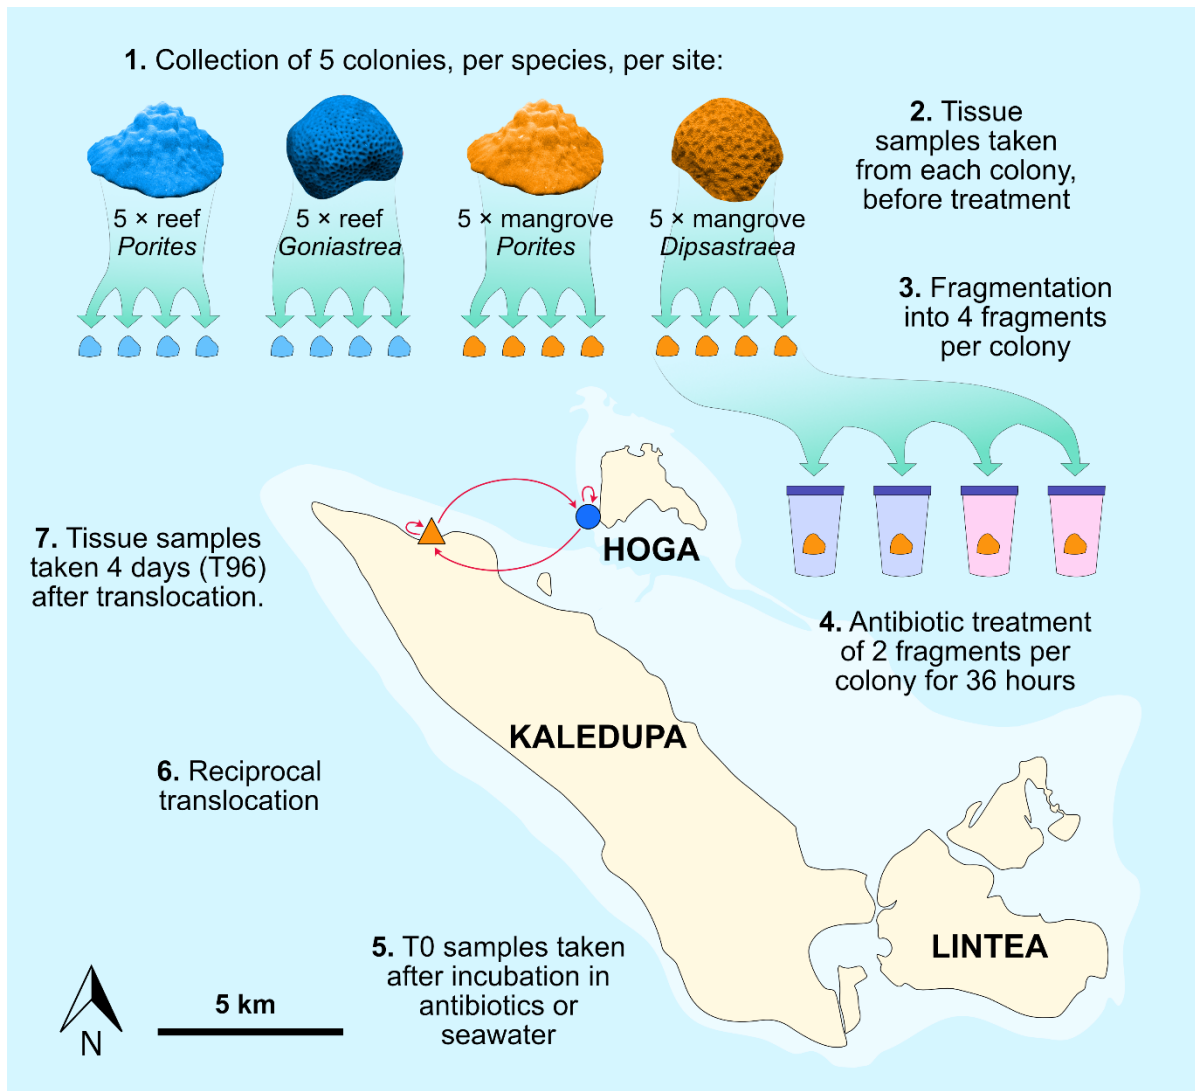 1. Collection of 5 colonies, per species, per site:
5 × reef
Porites
5 × reef
Goniastrea
5 × mangrove
Porites
5 × mangrove
Dipsastraea
2. Tissue
samples taken
from each colony,
before treatment
3. Fragmentation
into 4 fragments
per colony
4. Antibiotic treatment
of 2 fragments per
colony for 36 hours
HOGA
7. Tissue samples
taken 4 days (T96)
after translocation.
KALEDUPA
6. Reciprocal
translocation
LINTEA
5. T0 samples taken
after incubation in
antibiotics or
seawater
N
5 km